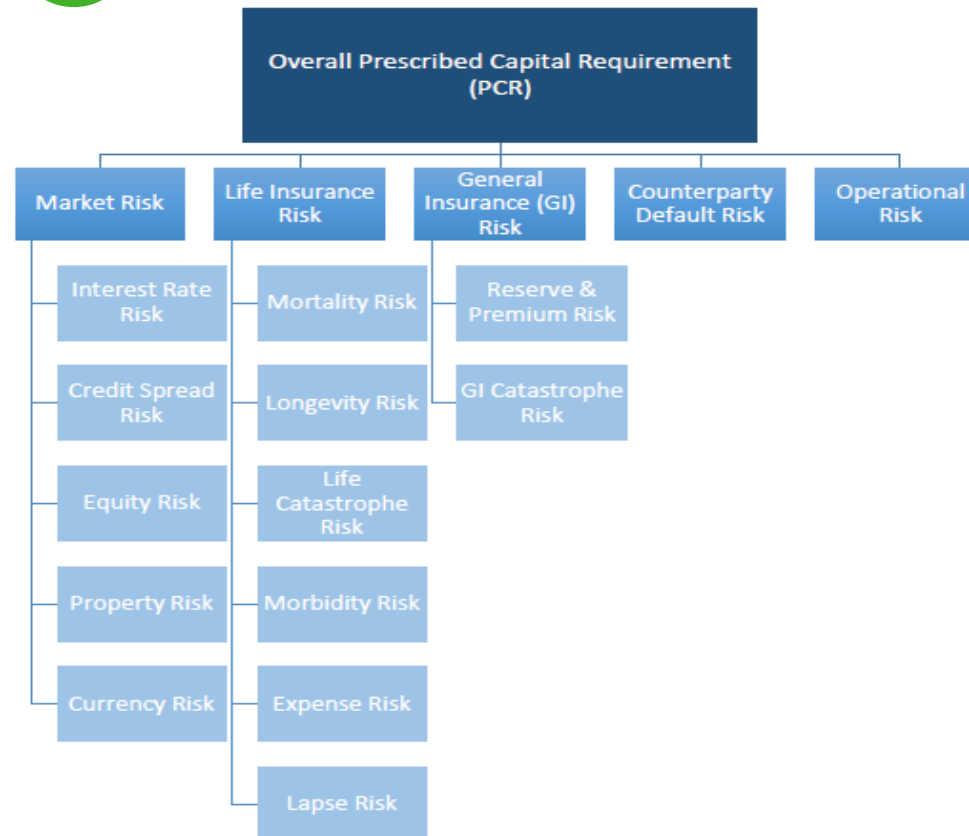 Overall Prescribed Capital Requirement
(PCR)
Market Risk
Life Insurance
Risk
General
Insurance (GI)
Risk
Counterparty
Default Risk
Operational
Risk
Interest Rate
Risk
Credit Spread
Risk
Equity Risk
Property Risk
Currency Risk
Mortality Risk
Longevity Risk
Life
Catastrophe
Risk
Morbidity Risk
Expense Risk
Lapse Risk
Reserve &
Premium Risk
GI Catastrophe
Risk